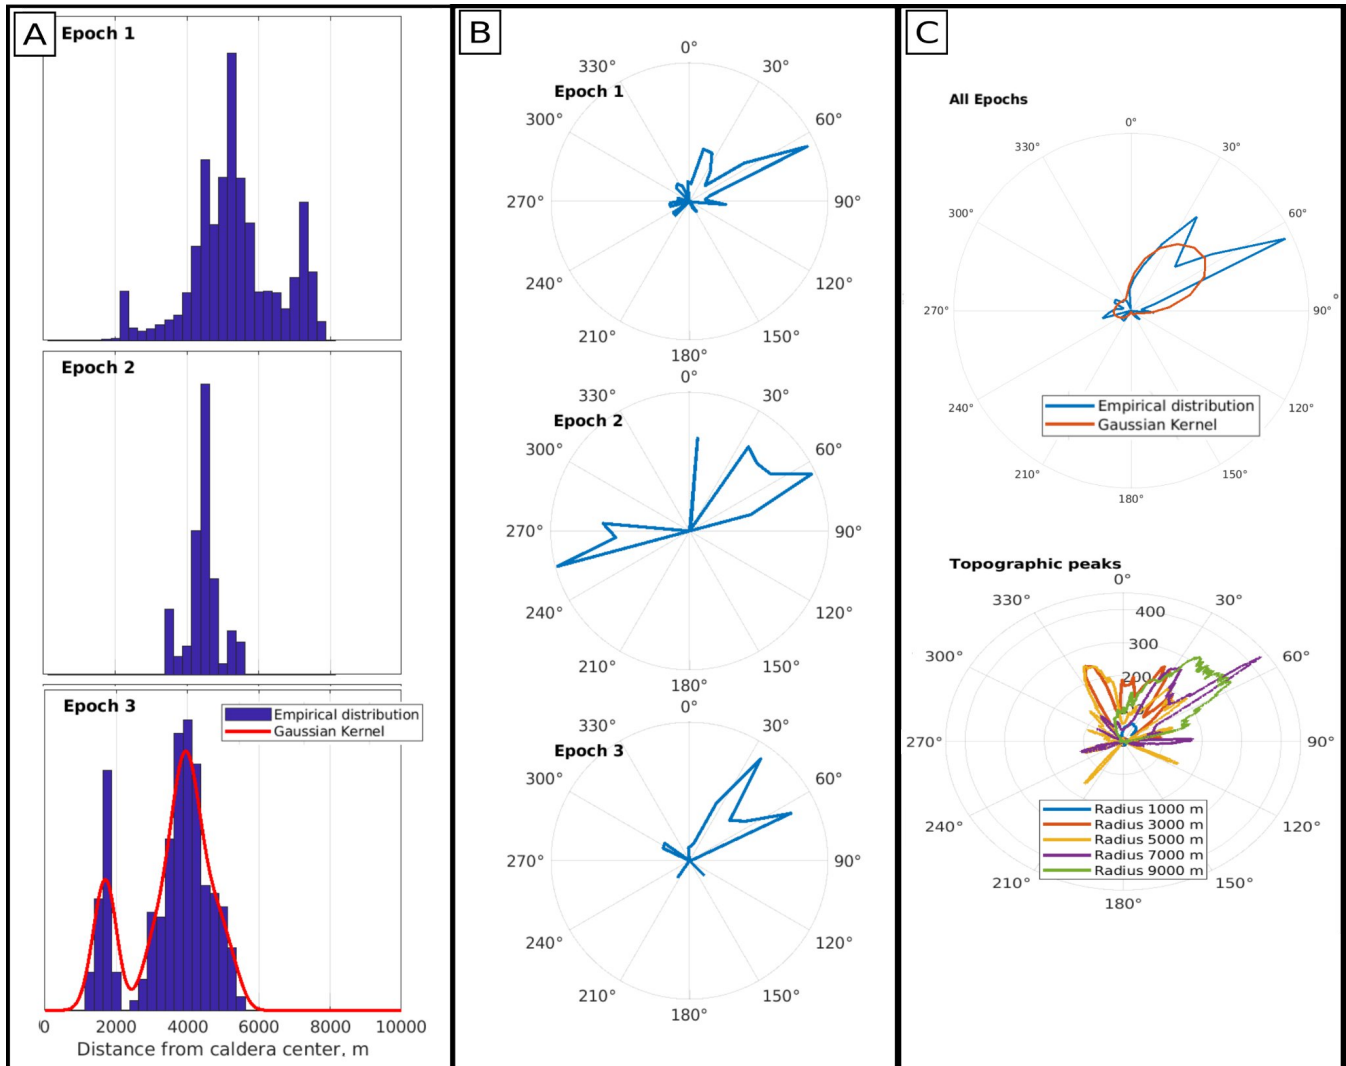 A
Epoch 1
Epoch 2
Epoch 3
Empirical distribution
Gaussian Kernel
0 2000 4000 6000 8000 10000
Distance from caldera center, m
B
0°
330° 30°
Epoch 1
300° 60°
270° 90°
240° 120°
210° 150°
180°
0°
330° 30°
Epoch 2
300° 60°
270° 90°
240° 120°
210° 150°
180°
0°
330° 30°
Epoch 3
300° 60°
270° 90°
240° 120°
210° 150°
180°
C
All Epochs
0°
330° 30°
300° 60°
270° 90°
240° 120°
Empirical distribution
Gaussian Kernel
210° 150°
180°
Topographic peaks
0°
330° 30°
400
300
300° 60°
200
270° 90°
Radius 1000 m
Radius 3000 m
240° 120°
Radius 5000 m
Radius 7000 m
Radius 9000 m
210° 150°
180°